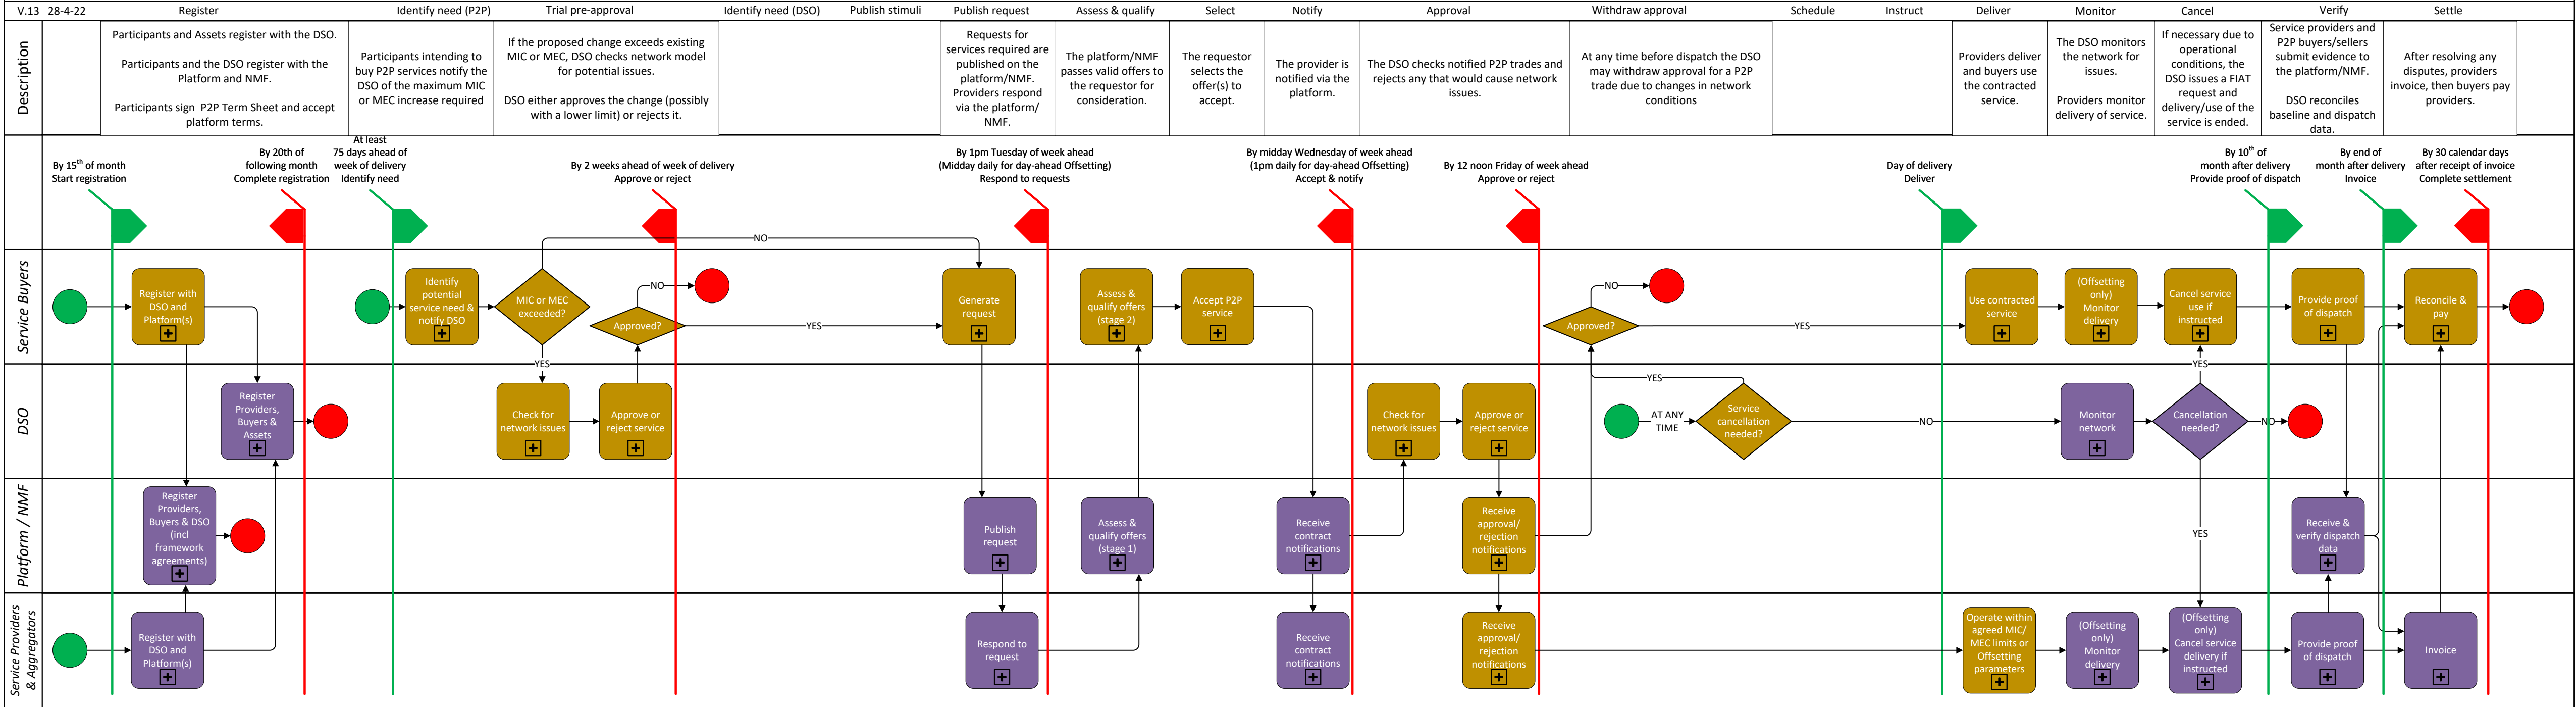 V.13 28-4-22
Register
Identify need (P2P)
Trial pre-approval
Identify need (DSO)
Publish stimuli
Publish request
Assess & qualify
Select
Notify
Approval
Withdraw approval
Schedule
Instruct
Deliver
Monitor
Cancel
Verify
Settle
Description
Participants and Assets register with the DSO.
Participants and the DSO register with the
Platform and NMF.
Participants sign P2P Term Sheet and accept
platform terms.
Participants intending to
buy P2P services notify the
DSO of the maximum MIC
or MEC increase required
If the proposed change exceeds existing
MIC or MEC, DSO checks network model
for potential issues.
DSO either approves the change (possibly
with a lower limit) or rejects it.
Requests for
services required are
published on the
platform/NMF.
Providers respond
via the platform/
NMF.
The platform/NMF
passes valid offers to
the requestor for
consideration.
The requestor
selects the
offer(s) to
accept.
The provider is
notified via the
platform.
The DSO checks notified P2P trades and
rejects any that would cause network
issues.
At any time before dispatch the DSO
may withdraw approval for a P2P
trade due to changes in network
conditions
Providers deliver
and buyers use
the contracted
service.
The DSO monitors
the network for
issues.
Providers monitor
delivery of service.
If necessary due to
operational
conditions, the
DSO issues a FIAT
request and
delivery/use of the
service is ended.
Service providers and
P2P buyers/sellers
submit evidence to
the platform/NMF.
DSO reconciles
baseline and dispatch
data.
After resolving any
disputes, providers
invoice, then buyers pay
providers.
By 15th of month
Start registration
By 20th of
following month
Complete registration
At least
75 days ahead of
week of delivery
Identify need
By 2 weeks ahead of week of delivery
Approve or reject
By 1pm Tuesday of week ahead
(Midday daily for day-ahead Offsetting)
Respond to requests
By midday Wednesday of week ahead
(1pm daily for day-ahead Offsetting)
Accept & notify
By 12 noon Friday of week ahead
Approve or reject
Day of delivery
Deliver
By 10th of
month after delivery
Provide proof of dispatch
By end of
month after delivery
Invoice
By 30 calendar days
after receipt of invoice
Complete settlement
Service Buyers
Register with
DSO and
Platform(s)
Identify
potential
service need &
notify DSO
MIC or MEC
exceeded?
NO
YES
Approved?
NO
YES
Generate
request
Assess &
qualify offers
(stage 2)
Accept P2P
service
Approved?
NO
YES
Use contracted
service
(Offsetting
only)
Monitor
delivery
Cancel service
use if
instructed
Provide proof
of dispatch
Reconcile &
pay
DSO
Register
Providers,
Buyers &
Assets
Check for
network issues
Approve or
reject service
Check for
network issues
Approve or
reject service
AT ANY
TIME
Service
cancellation
needed?
YES
NO
Monitor
network
Cancellation
needed?
YES
NO
YES
Platform / NMF
Register
Providers,
Buyers & DSO
(incl
framework
agreements)
Publish
request
Assess &
qualify offers
(stage 1)
Receive
contract
notifications
Receive
approval/
rejection
notifications
Receive &
verify dispatch
data
Service Providers
& Aggregators
Register with
DSO and
Platform(s)
Respond to
request
Receive
contract
notifications
Receive
approval/
rejection
notifications
Operate within
agreed MIC/
MEC limits or
Offsetting
parameters
(Offsetting
only)
Monitor
delivery
(Offsetting
only)
Cancel service
delivery if
instructed
Provide proof
of dispatch
Invoice